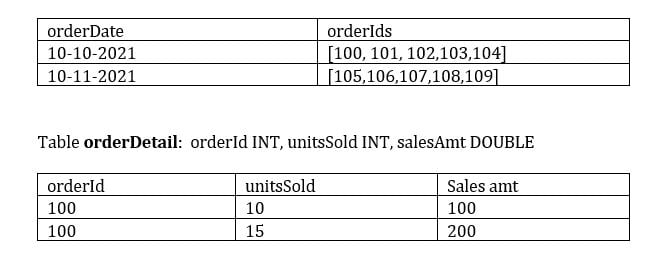 orderDate orderIds
10-10-2021 [100, 101, 102,103,104]
10-11-2021 [105,106,107,108,109]
Table orderDetail: orderId INT, unitsSold INT, salesAmt DOUBLE
orderId unitsSold Sales amt
100 10 100
100 15 200